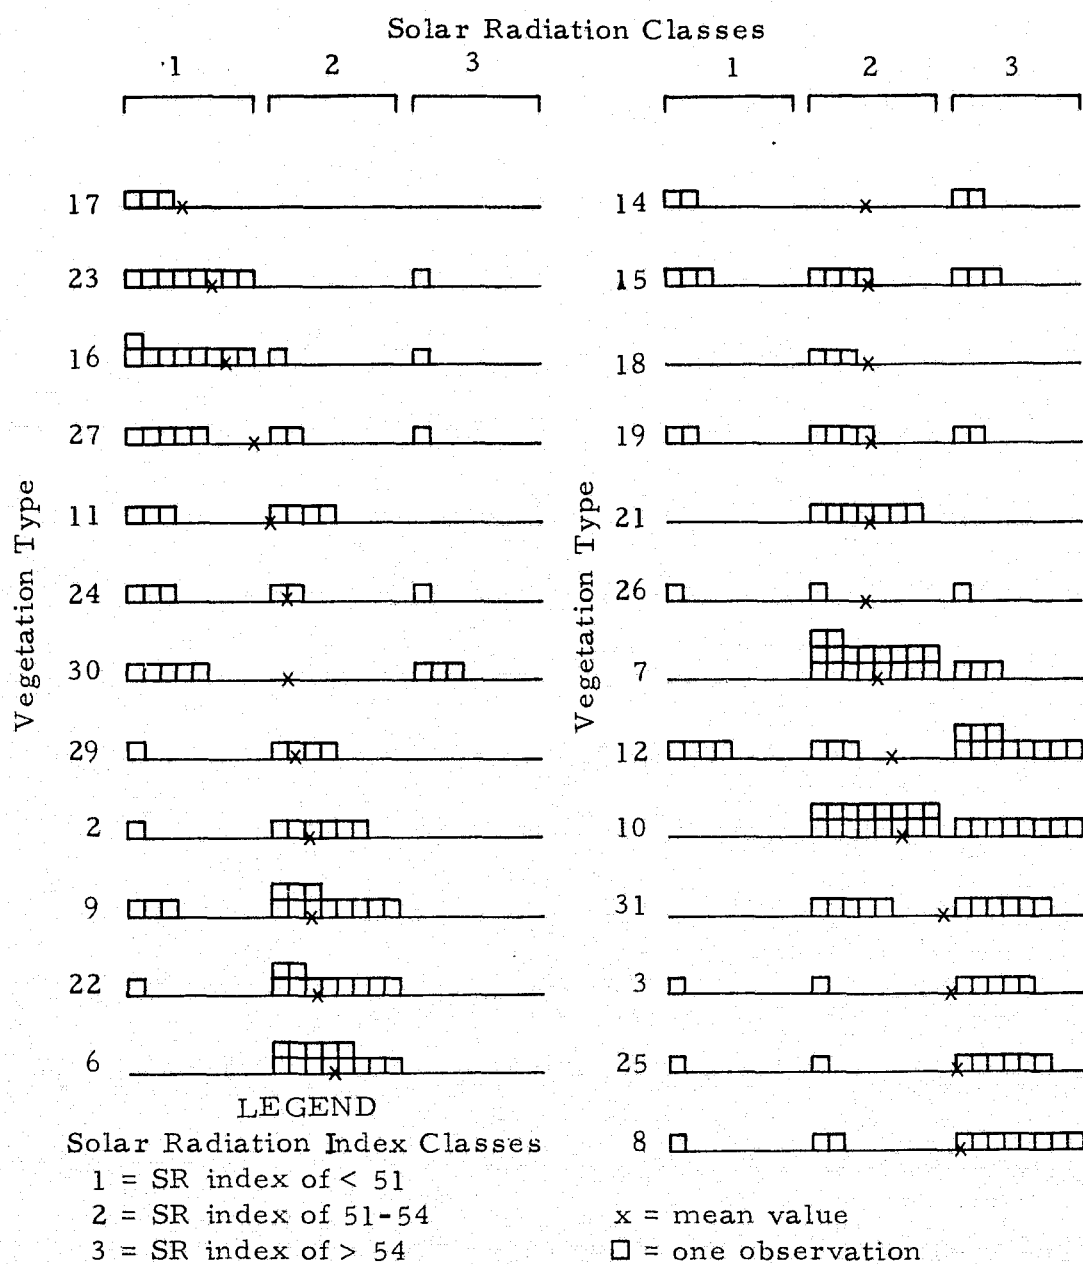 Solar Radiation Classes
1 2 3
1 2 3
Vegetation Type
17
23
16
27
11
24
30
29
2
9
22
6
Vegetation Type
14
15
18
19
21
26
7
12
10
31
3
25
8
LEGEND
Solar Radiation Index Classes
1 = SR index of < 51
2 = SR index of 51-54
3 = SR index of > 54
x = mean value
□ = one observation